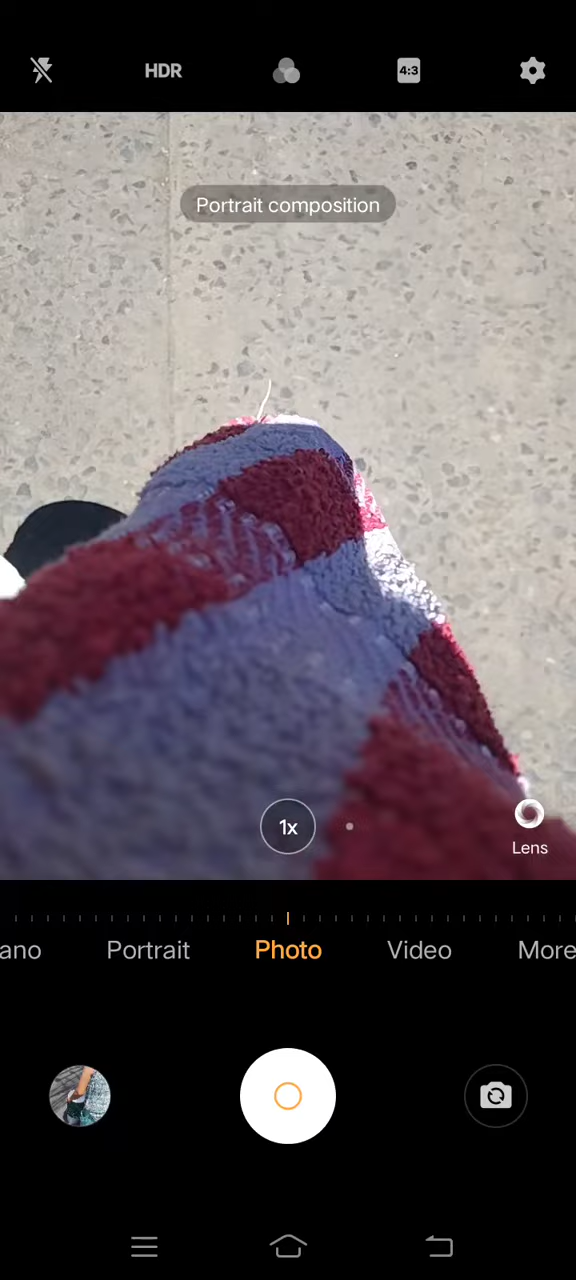 HDR
4:3
Portrait composition
1x
Lens
ano
Portrait
Photo
Video
More